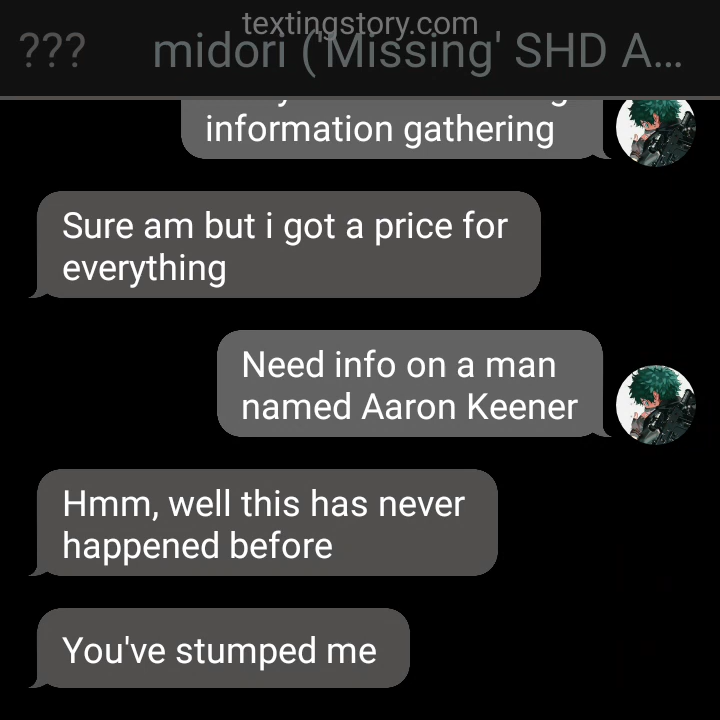 textingstory.com
??? midori ('Missing' SHD A...
information gathering
Sure am but i got a price for
everything
Need info on a man
named Aaron Keener
Hmm, well this has never
happened before
You've stumped me